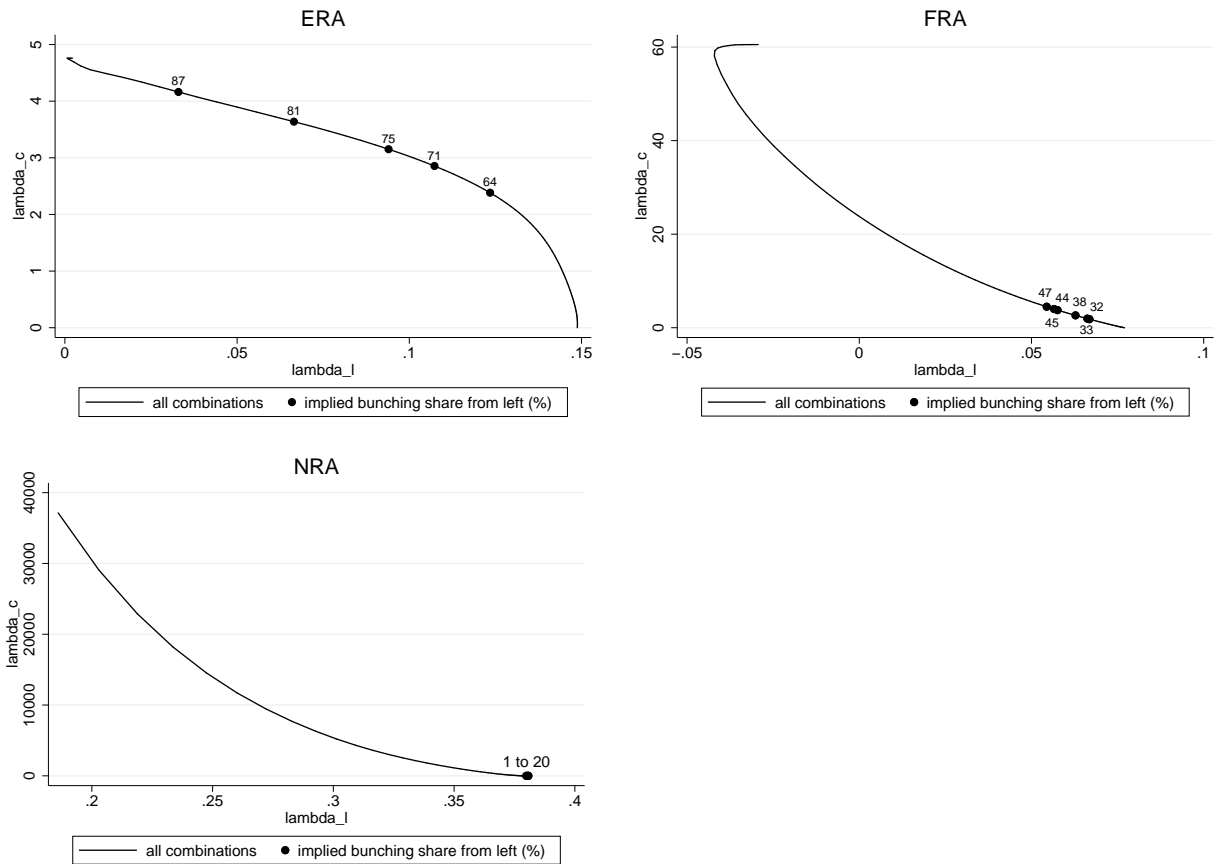 ERA
lambda_c
5
4
3
2
1
0
87
81
75
71
64
0
.05
.1
.15
lambda_l
all combinations
implied bunching share from left (%)
FRA
lambda_c
60
40
20
0
47
44
38
32
45
33
-.05
0
.05
.1
lambda_l
all combinations
implied bunching share from left (%)
NRA
lambda_c
40000
30000
20000
10000
0
1 to 20
.2
.25
.3
.35
.4
lambda_l
all combinations
implied bunching share from left (%)